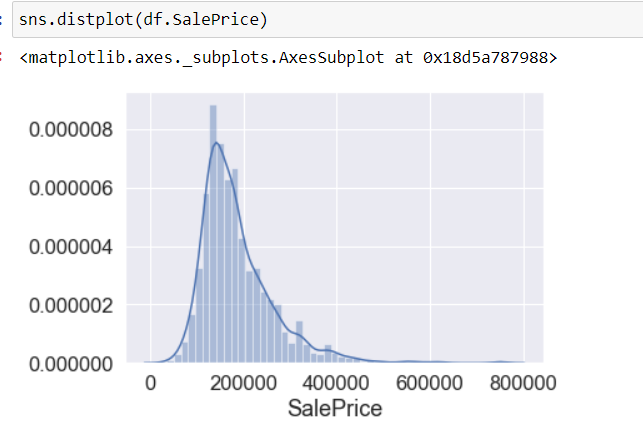 sns.distplot(df.SalePrice)
<matplotlib.axes._subplots.AxesSubplot at 0x18d5a787988>
0.000008
0.000006
0.000004
0.000002
0.000000
0 200000 400000 600000 800000
SalePrice